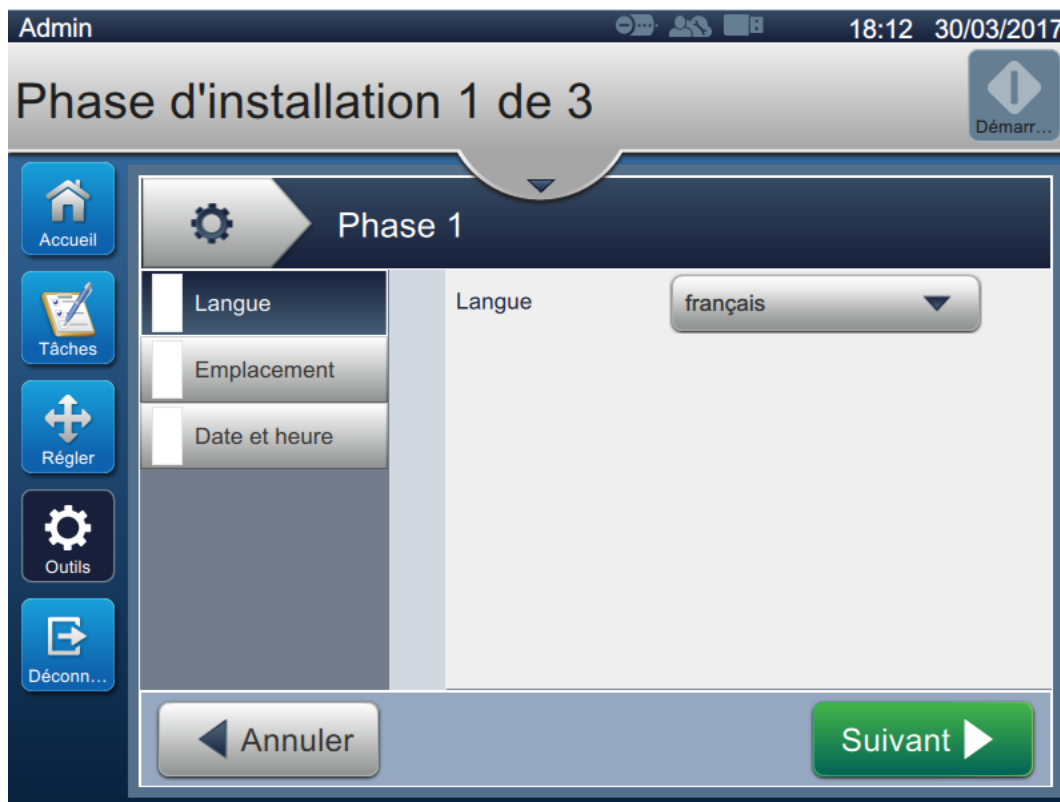 Admin 18:12 30/03/2017
Phase d'installation 1 de 3
Démarr...
Accueil
Phase 1
Langue
Langue français
Tâches
Emplacement
Régler
Date et heure
Outils
Déconn...
Annuler
Suivant